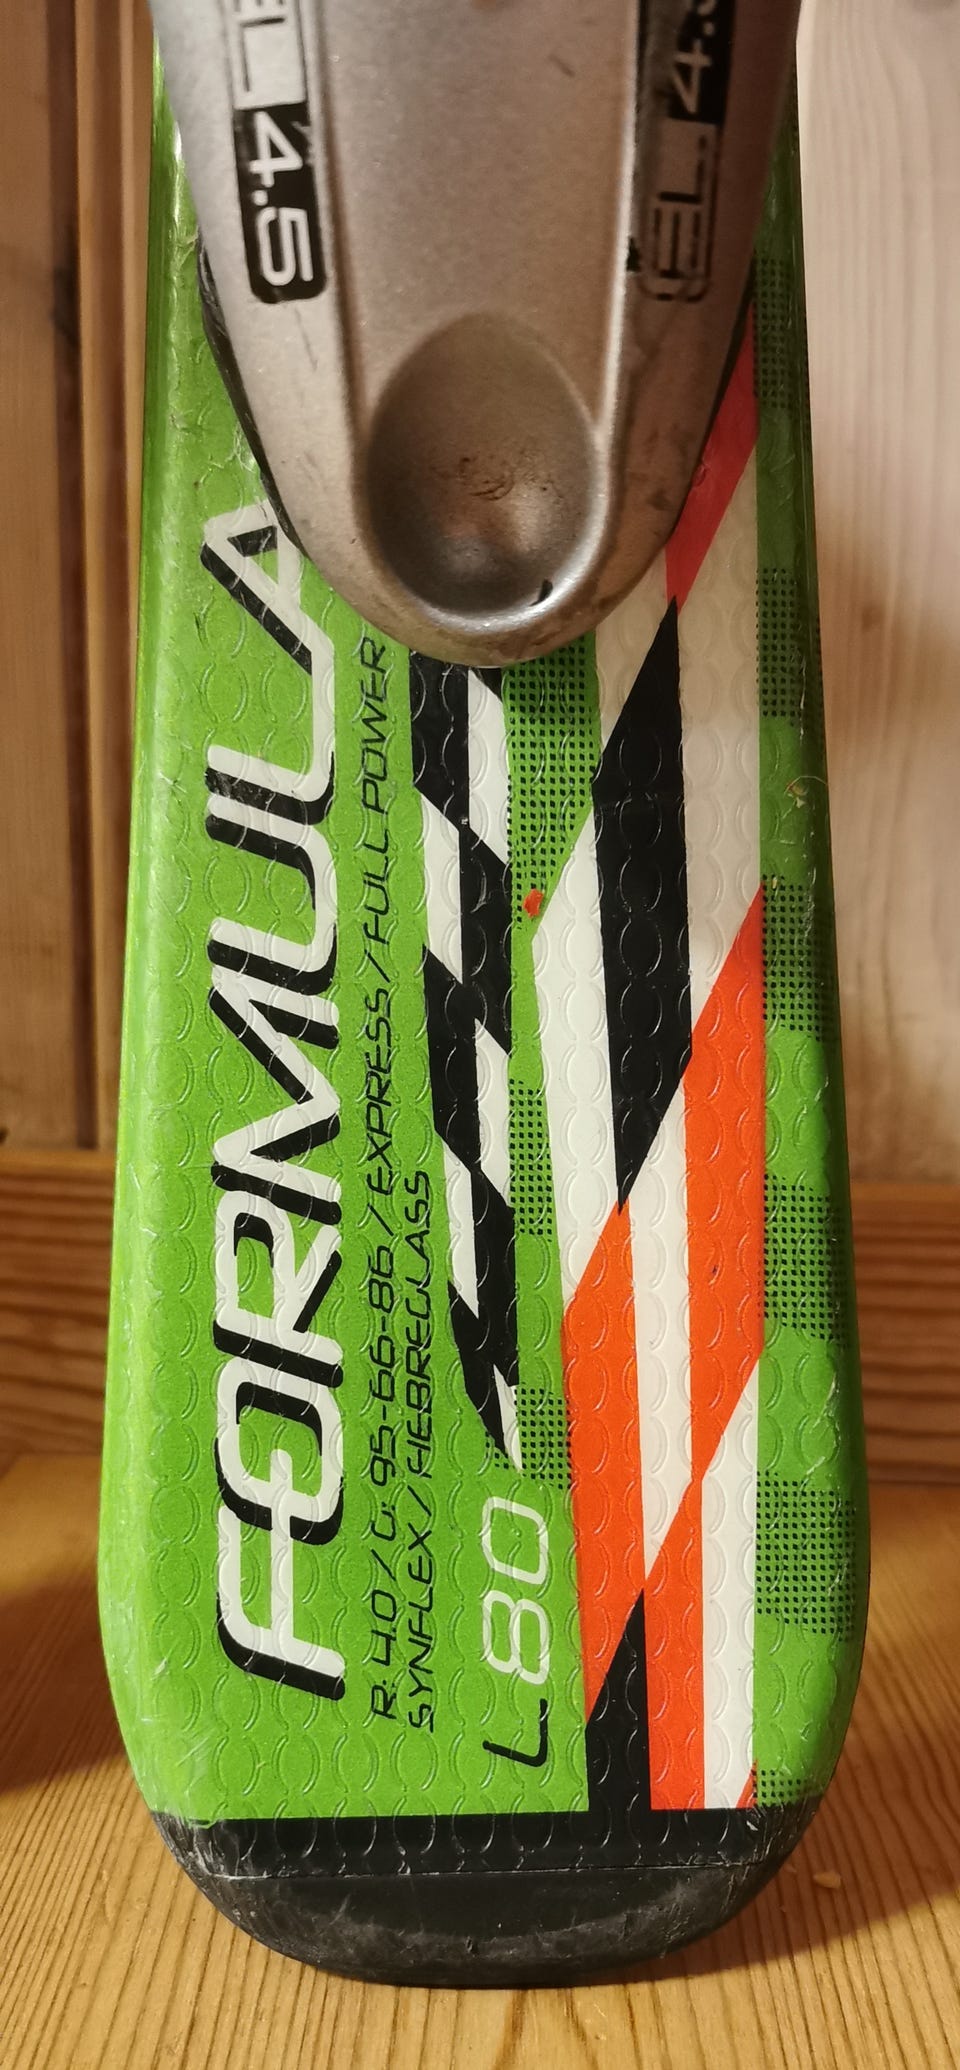 EL 4.5
EL 4.5
FORMULA
R: 4.0 / G: 95-66-86 / EXPRESS / FULL POWER
SYNFLEX / FIEBREGLASS
L 80